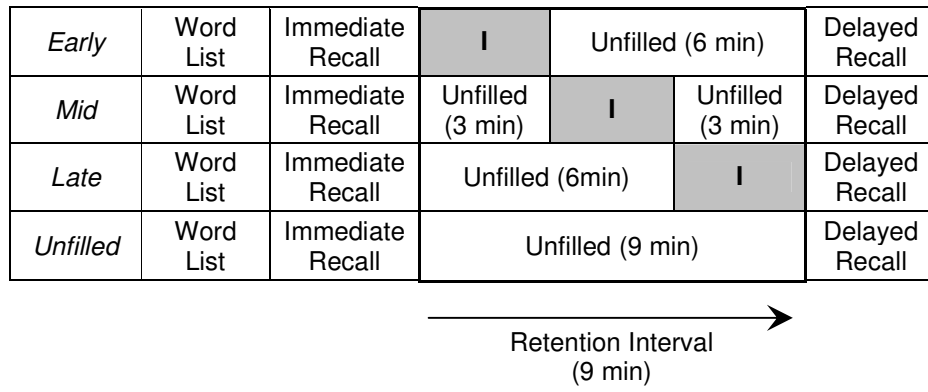 Early Word List Immediate Recall I Unfilled (6 min) Delayed Recall
Mid Word List Immediate Recall Unfilled (3 min) I Unfilled (3 min) Delayed Recall
Late Word List Immediate Recall Unfilled (6min) I Delayed Recall
Unfilled Word List Immediate Recall Unfilled (9 min) Delayed Recall
Retention Interval
(9 min)